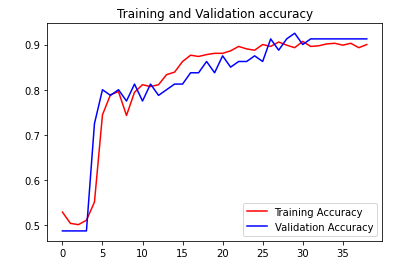 Training and Validation accuracy
0.9
0.8
0.7
0.6
0.5
Training Accuracy
Validation Accuracy
0 5 10 15 20 25 30 35